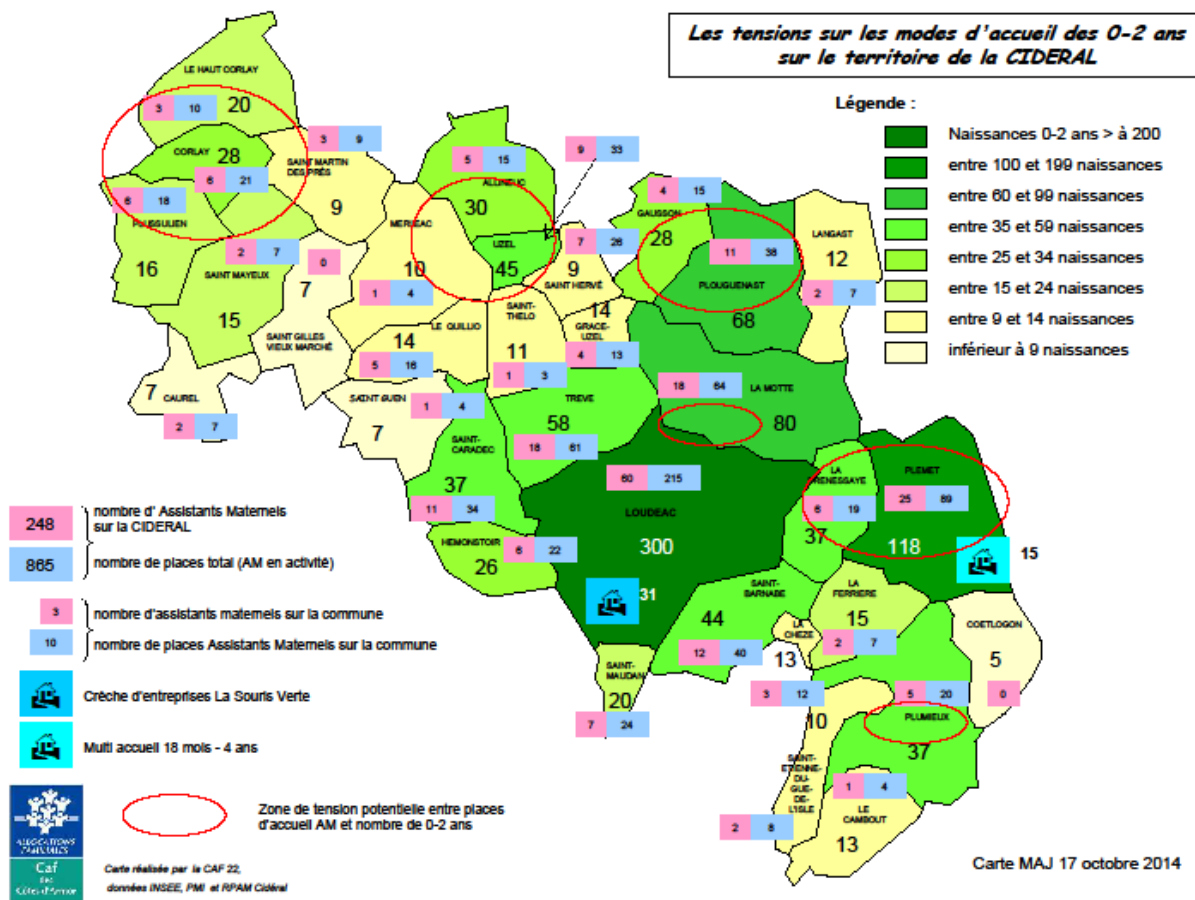 Les tensions sur les modes d'accueil des 0-2 ans
sur le territoire de la CIDERAL
Légende :
Naissances 0-2 ans > à 200
entre 100 et 199 naissances
entre 60 et 99 naissances
entre 35 et 59 naissances
entre 25 et 34 naissances
entre 15 et 24 naissances
entre 9 et 14 naissances
inférieur à 9 naissances
LE HAUT CORLAY
3 10
20
CORLAY
28
6 21
3 9
SAINT MARTIN
DES PRÉS
9
6 18
PLUSSULIEN
16
2 7
SAINT MAYEUX
15
0
7
SAINT GILLES
VIEUX MARCHÉ
7
CAUREL
2 7
5 15
ALLINEUC
30
9 33
UZEL
45
MERLEAC
10
1 4
7 26
9
SAINT HERVÉ
LE QUILLIO
14
5 16
SAINT-
THELO
11
1 3
14
GRACE-
UZEL
4 13
4 15
GAUSSON
28
11 38
PLOUGUENAST
68
LANGAST
12
2 7
SAINT GUEN
7
1 4
SAINT-
CARADEC
37
11 34
TREVE
58
18 61
18 64
LA MOTTE
80
60 215
LOUDEAC
300
31
HEMONSTOIR
26
6 22
LA
PRENESSAYE
6 19
37
PLEMET
25 89
118
15
SAINT-
BARNABE
44
12 40
LA
FERRIERE
15
2 7
LA
CHEZE
13
3 12
COETLOGON
5
0
SAINT-
MAUDAN
20
7 24
10
SAINT-
ETIENNE-
DU-
GUE-
DE-
L'ISLE
2 8
5 20
PLUMIEUX
37
1 4
LE
CAMBOUT
13
248
nombre d' Assistants Maternels
sur la CIDERAL
865
nombre de places total (AM en activité)
3
nombre d'assistants maternels sur la commune
10
nombre de places Assistants Maternels sur la commune
Crèche d'entreprises La Souris Verte
Multi accueil 18 mois - 4 ans
Zone de tension potentielle entre places
d'accueil AM et nombre de 0-2 ans
ALLOCATIONS
FAMILIALES
Caf
des
Côtes d'Armor
Carte réalisée par la CAF 22,
données INSEE, PMI et RPAM Cidéral
Carte MAJ 17 octobre 2014